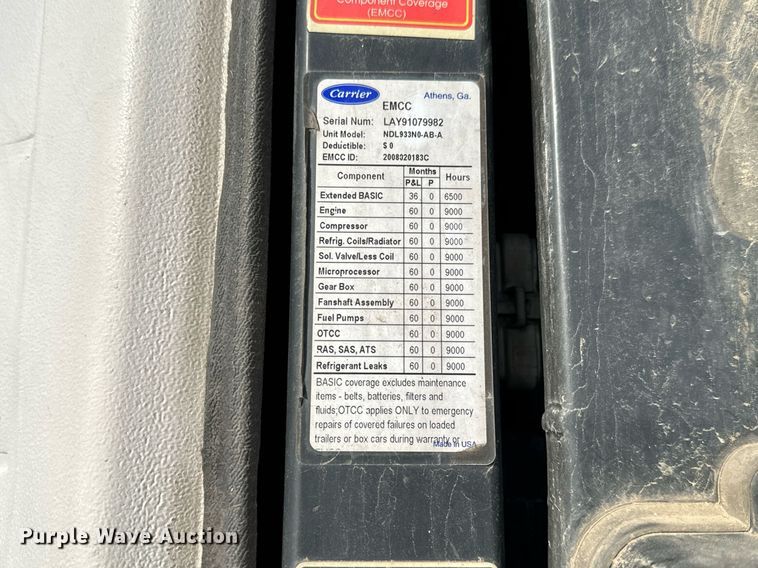 Component Coverage
(EMCC)
Carrier
Athens, Ga.
EMCC
Serial Num: LAY91079982
Unit Model: NDL933N0-AB-A
Deductible: $ 0
EMCC ID: 2008320183C
Component Months Hours
P&L P
Extended BASIC 36 0 6500
Engine 60 0 9000
Compressor 60 0 9000
Refrig. Coils/Radiator 60 0 9000
Sol. Valve/Less Coil 60 0 9000
Microprocessor 60 0 9000
Gear Box 60 0 9000
Fanshaft Assembly 60 0 9000
Fuel Pumps 60 0 9000
OTCC 60 0 9000
RAS, SAS, ATS 60 0 9000
Refrigerant Leaks 60 0 9000
BASIC coverage excludes maintenance
items - belts, batteries, filters and
fluids;OTCC applies ONLY to emergency
repairs of covered failures on loaded
trailers or box cars during warranty or
Made in USA
Purple Wave Auction